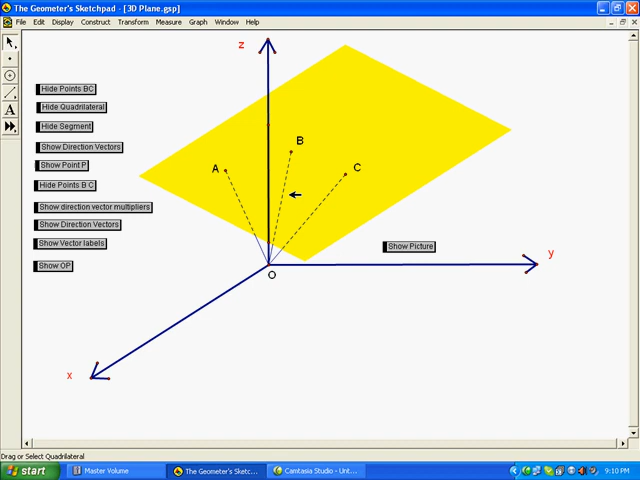 The Geometer's Sketchpad - [3D Plane.gsp]
File Edit Display Construct Transform Measure Graph Window Help
z
Hide Points BC
Hide Quadrilateral
Hide Segment
B
Show Direction Vectors
A
C
Show Point P
Hide Points B C
Show direction vector multipliers
Show Direction Vectors
Show Vector labels
Show Picture
y
Show OP
O
x
A
Drag or Select Quadrilateral
start
Master Volume
The Geometer's Sketc...
Camtasia Studio - Unt...
9:10 PM